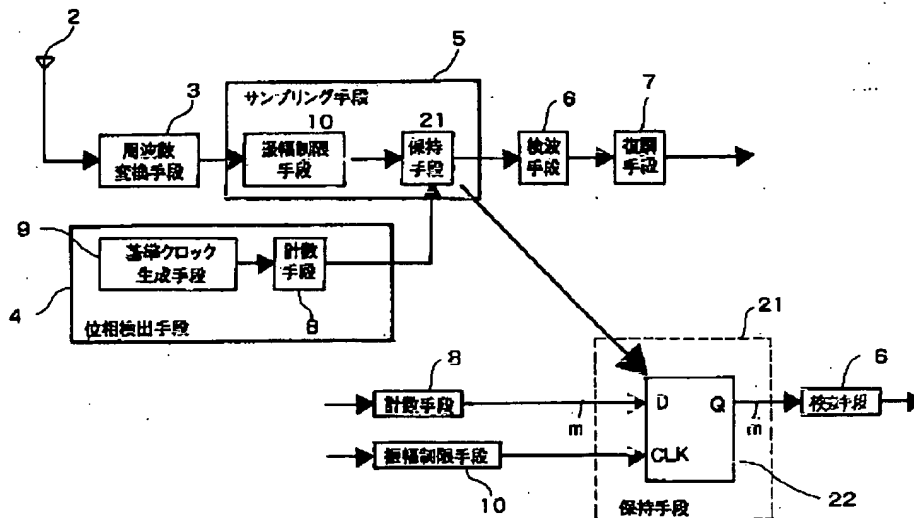 2
5
サンプリング手段
3
10
21
6
7
周波数
変換手段
振幅制限
手段
保持
手段
検波
手段
復調
手段
9
基準クロック
生成手段
計数
手段
4
8
位相検出手段
21
8
6
計数手段
m
D
Q
m
検波手段
振幅制限手段
CLK
10
22
保持手段